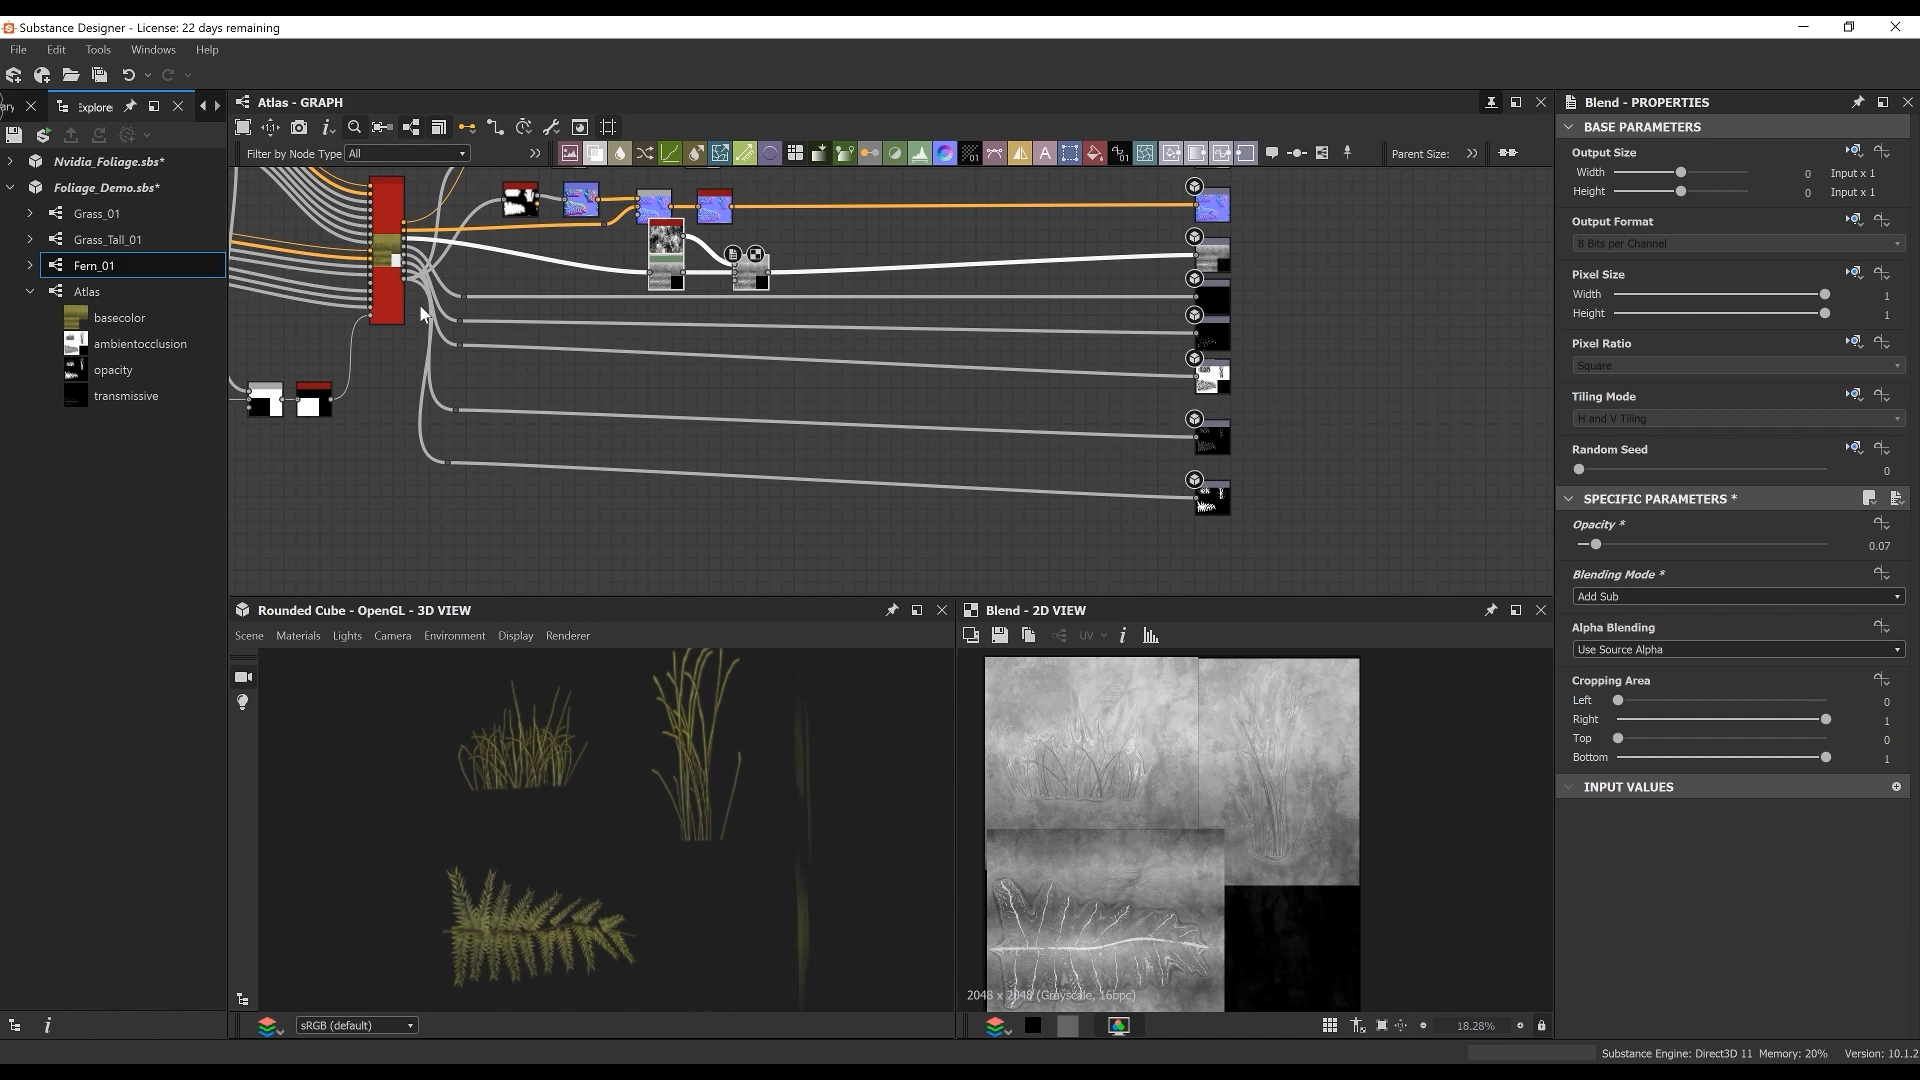 Substance Designer - License: 22 days remaining
File Edit Tools Windows Help
Explorer
Atlas - GRAPH
Blend - PROPERTIES
Filter by Node Type All
Parent Size:
BASE PARAMETERS
Output Size
Width 0 Input x 1
Height 0 Input x 1
Output Format
8 Bits per Channel
Pixel Size
Width 1
Height 1
Pixel Ratio
Square
Tiling Mode
H and V Tiling
Random Seed
0
SPECIFIC PARAMETERS *
Opacity *
0.07
Blending Mode *
Add Sub
Alpha Blending
Use Source Alpha
Cropping Area
Left 0
Right 1
Top 0
Bottom 1
INPUT VALUES
Nvidia_Foliage.sbs*
Foliage_Demo.sbs*
Grass_01
Grass_Tall_01
Fern_01
Atlas
basecolor
ambientocclusion
opacity
transmissive
Rounded Cube - OpenGL - 3D VIEW
Scene Materials Lights Camera Environment Display Renderer
sRGB (default)
Blend - 2D VIEW
UV
2048 x 2048 (Grayscale, 16bpc)
18.28%
Substance Engine: Direct3D 11 Memory: 20% Version: 10.1.2